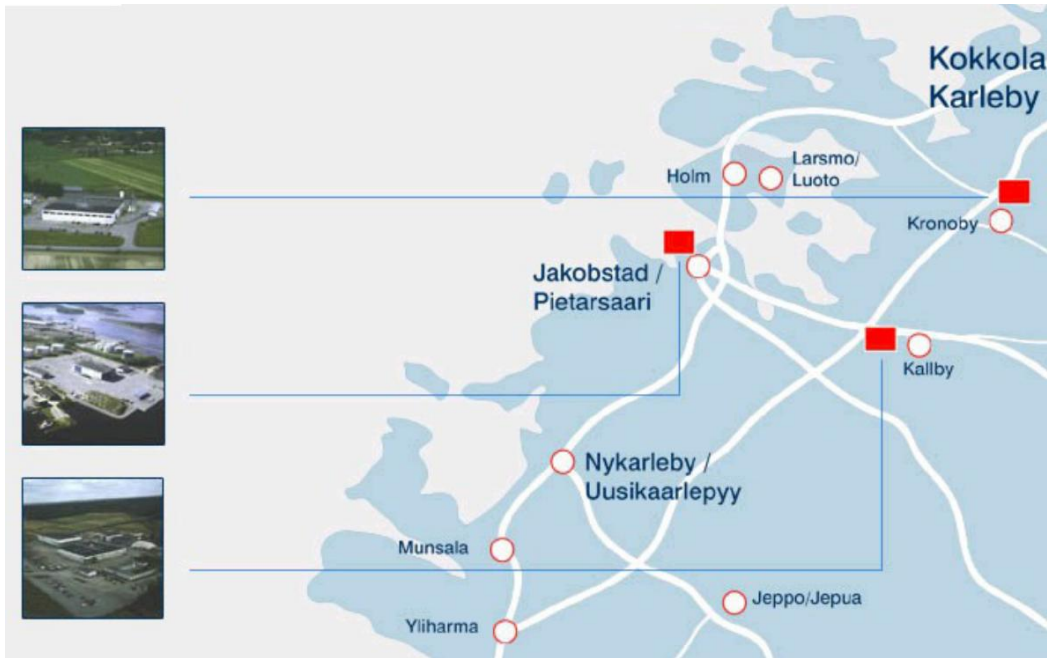 Kokkola
Karleby
Larsmo/
Luoto
Holm
Kronoby
Jakobstad /
Pietarsaari
Kallby
Nykarleby /
Uusikaarlepyy
Munsala
Jeppo/Jepua
Yliharma